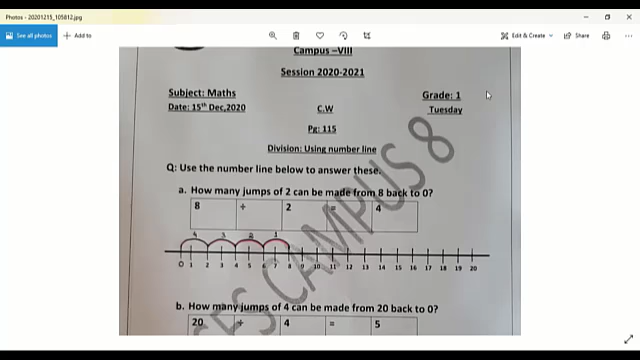 Photos - 20201215_105812.jpg
See all photos
Add to
Edit & Create
Share
Campus –VIII
Session 2020-2021
Subject: Maths
Grade: 1
Date: 15th Dec,2020
C.W
Tuesday
Pg: 115
Division: Using number line
Q: Use the number line below to answer these.
a. How many jumps of 2 can be made from 8 back to 0?
8 ÷ 2 = 4
4 3 2 1
0 1 2 3 4 5 6 7 8 9 10 11 12 13 14 15 16 17 18 19 20
b. How many jumps of 4 can be made from 20 back to 0?
20 ÷ 4 = 5
CAMPUS 8